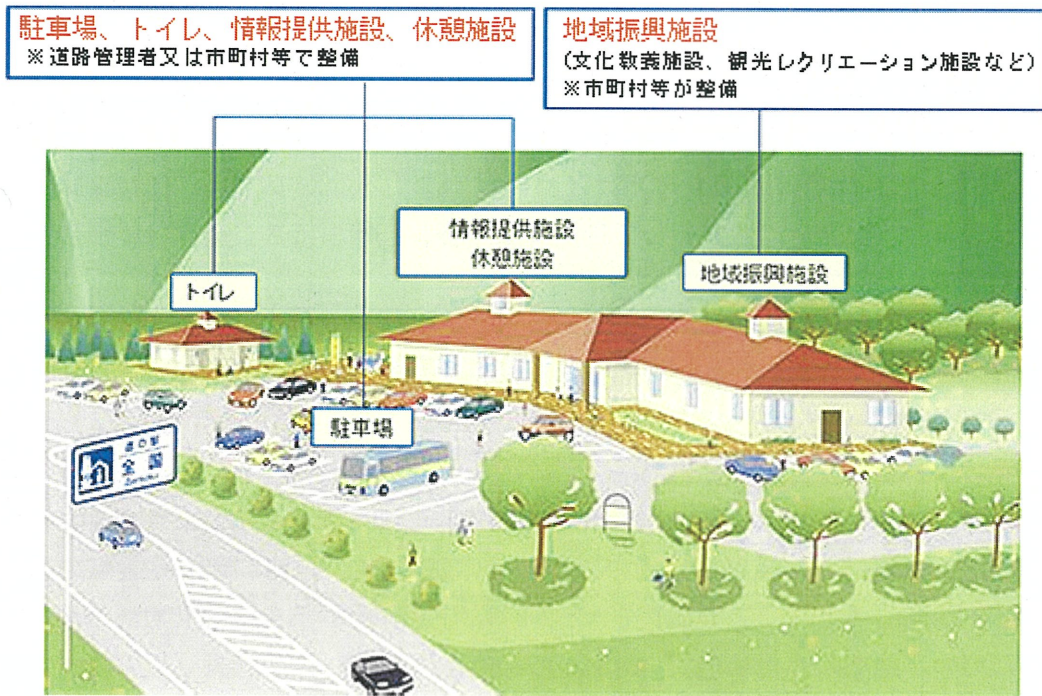 駐車場、トイレ、情報提供施設、休憩施設
※道路管理者又は市町村等で整備
地域振興施設
(文化教義施設、観光レクリエーション施設など)
※市町村等が整備
情報提供施設
休憩施設
地域振興施設
トイレ
駐車場
道の駅
全国